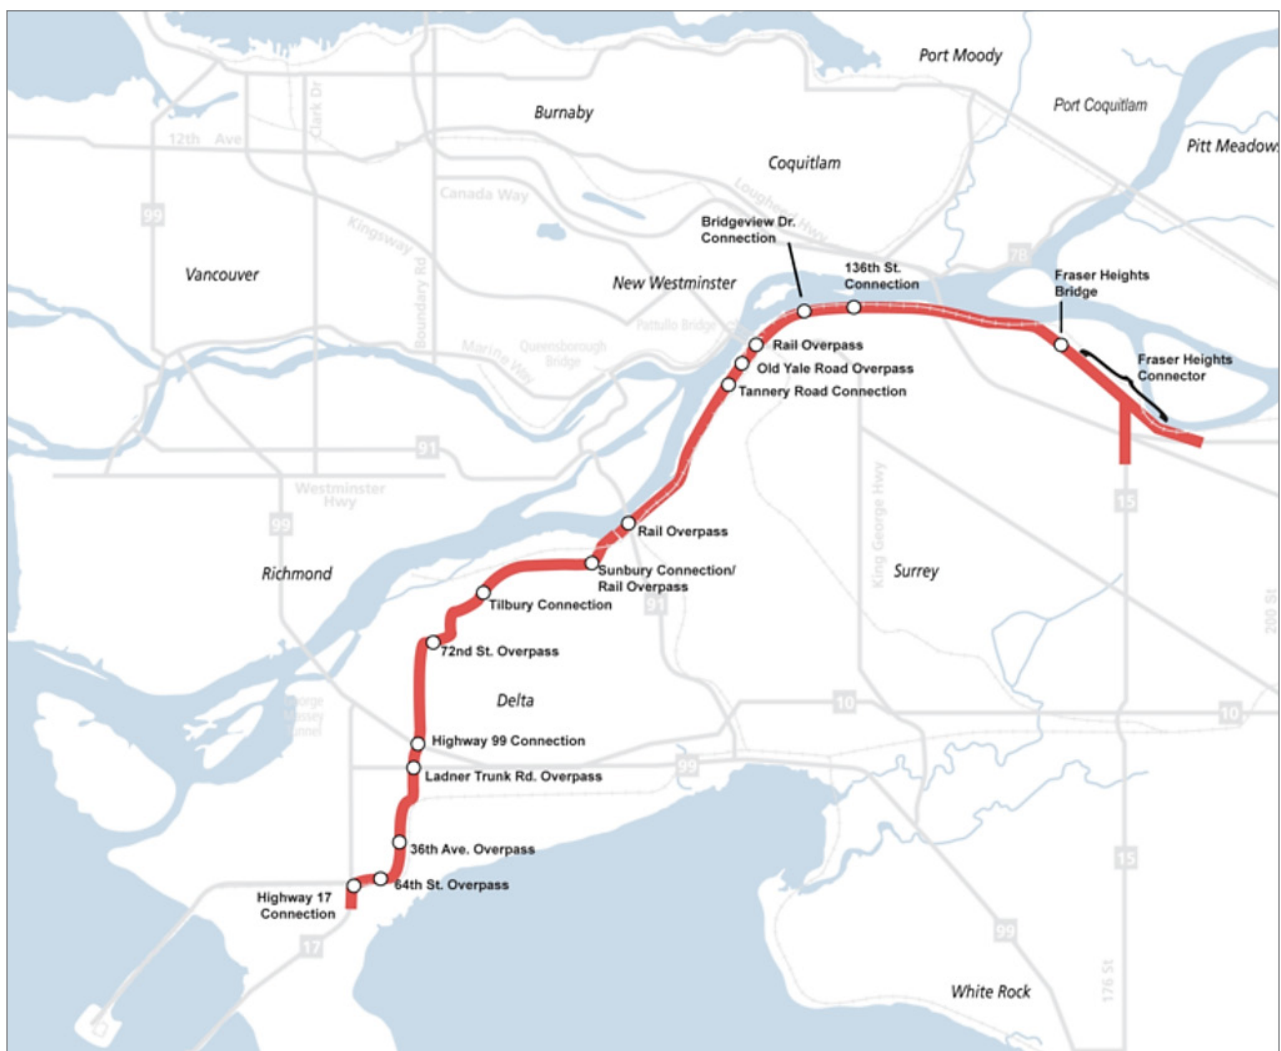 Port Moody
Port Coquitlam
Burnaby
Clark Dr
12th Ave
Pitt Meadow
Coquitlam
Canada Way
Lougheed Hwy
99
Kingsway
Bridgeview Dr.
Connection
7B
Vancouver
Boundary Rd
New Westminster
136th St.
Connection
Fraser Heights
Bridge
Pattullo Bridge
Marine Way
Queensborough
Bridge
Rail Overpass
Old Yale Road Overpass
Tannery Road Connection
Fraser Heights
Connector
91
Westminster
Hwy
99
15
King George Hwy
Rail Overpass
Richmond
Sunbury Connection/
Rail Overpass
Surrey
Tilbury Connection
91
200 St
72nd St. Overpass
Delta
George
Massey
Tunnel
10
10
Highway 99 Connection
Ladner Trunk Rd. Overpass
99
36th Ave. Overpass
15
64th St. Overpass
Highway 17
Connection
17
99
176 St
White Rock